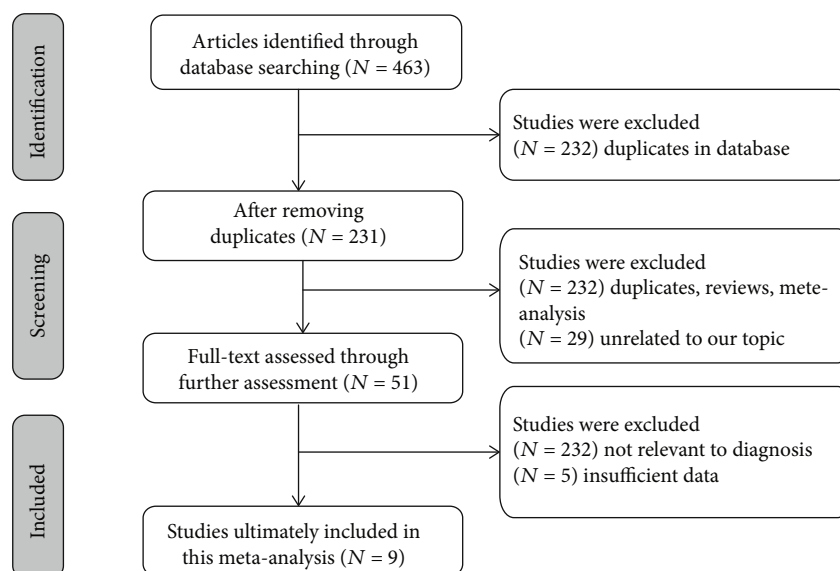 Identification
Articles identified through
database searching (N = 463)
Studies were excluded
(N = 232) duplicates in database
After removing
duplicates (N = 231)
Screening
Studies were excluded
(N = 232) duplicates, reviews, mete-
analysis
(N = 29) unrelated to our topic
Full-text assessed through
further assessment (N = 51)
Studies were excluded
(N = 232) not relevant to diagnosis
(N = 5) insufficient data
Included
Studies ultimately included in
this meta-analysis (N = 9)